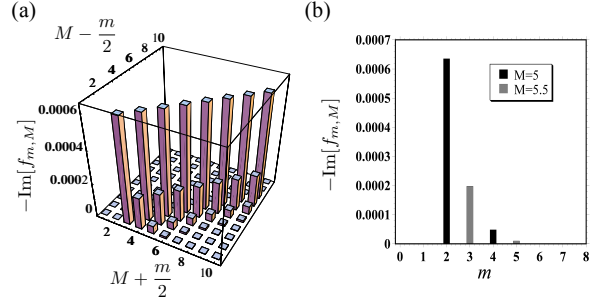 (a)
M − m/2
2 4 6 8 10
0.0006
0.0004
0.0002
0
−Im[f_{m,M}]
2 4 6 8 10
M + m/2
(b)
0.0007
0.0006
0.0005
0.0004
0.0003
0.0002
0.0001
0
−Im[f_{m,M}]
M=5
M=5.5
0 1 2 3 4 5 6 7 8
m